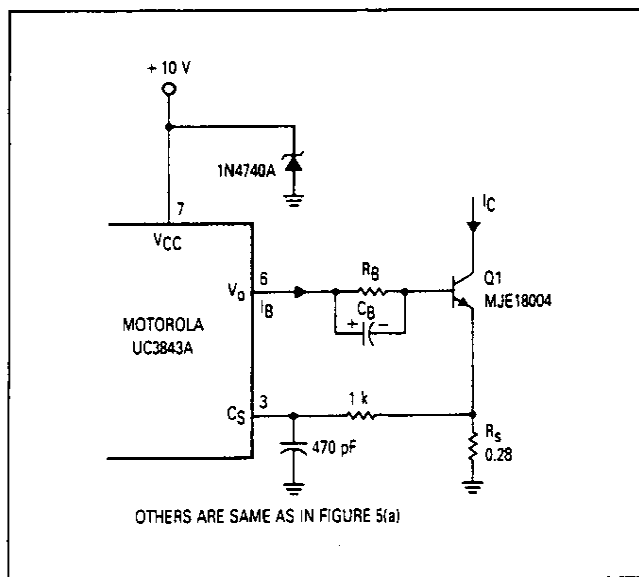 + 10 V
1N4740A
7
VCC
IC
RB
Q1
6
Vo
IB
CB
+ −
MJE18004
MOTOROLA
UC3843A
3
CS
1 k
470 pF
Rs
0.28
OTHERS ARE SAME AS IN FIGURE 5(a)